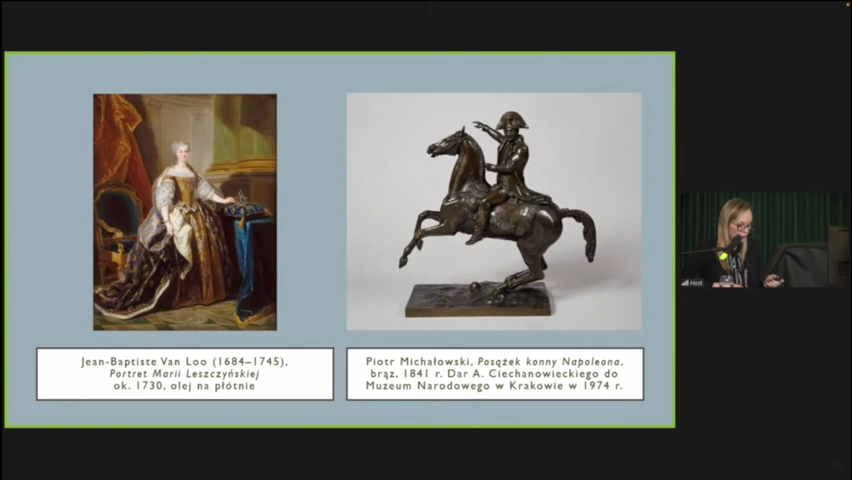 Jean-Baptiste Van Loo (1684–1745),
Portret Marii Leszczyńskiej
ok. 1730, olej na płótnie
Piotr Michałowski, Posążek konny Napoleona,
brąz, 1841 r. Dar A. Ciechanowieckiego do
Muzeum Narodowego w Krakowie w 1974 r.
Host